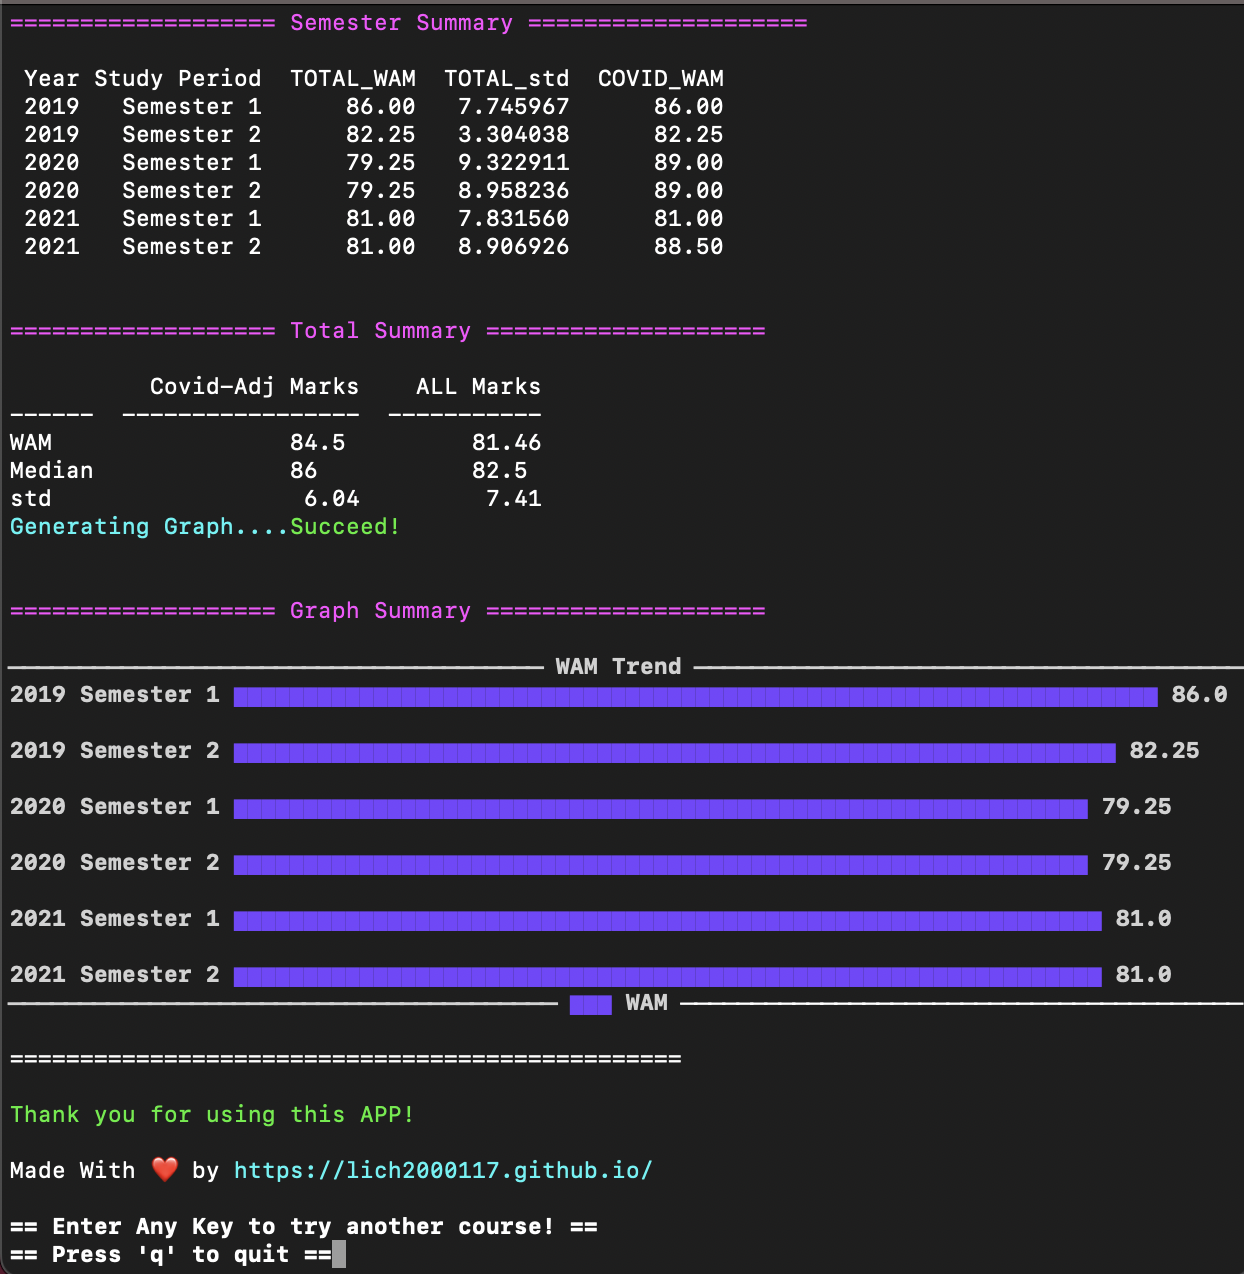 =================== Semester Summary ====================
Year Study Period  TOTAL_WAM  TOTAL_std  COVID_WAM
2019   Semester 1      86.00   7.745967      86.00
2019   Semester 2      82.25   3.304038      82.25
2020   Semester 1      79.25   9.322911      89.00
2020   Semester 2      79.25   8.958236      89.00
2021   Semester 1      81.00   7.831560      81.00
2021   Semester 2      81.00   8.906926      88.50
=================== Total Summary ====================
          Covid-Adj Marks    ALL Marks
------  -----------------  -----------
WAM                 84.5         81.46
Median              86           82.5
std                  6.04         7.41
Generating Graph....Succeed!
=================== Graph Summary ====================
WAM Trend
2019 Semester 1 86.0
2019 Semester 2 82.25
2020 Semester 1 79.25
2020 Semester 2 79.25
2021 Semester 1 81.0
2021 Semester 2 81.0
WAM
================================================
Thank you for using this APP!
Made With ❤️ by https://lich2000117.github.io/
== Enter Any Key to try another course! ==
== Press 'q' to quit ==